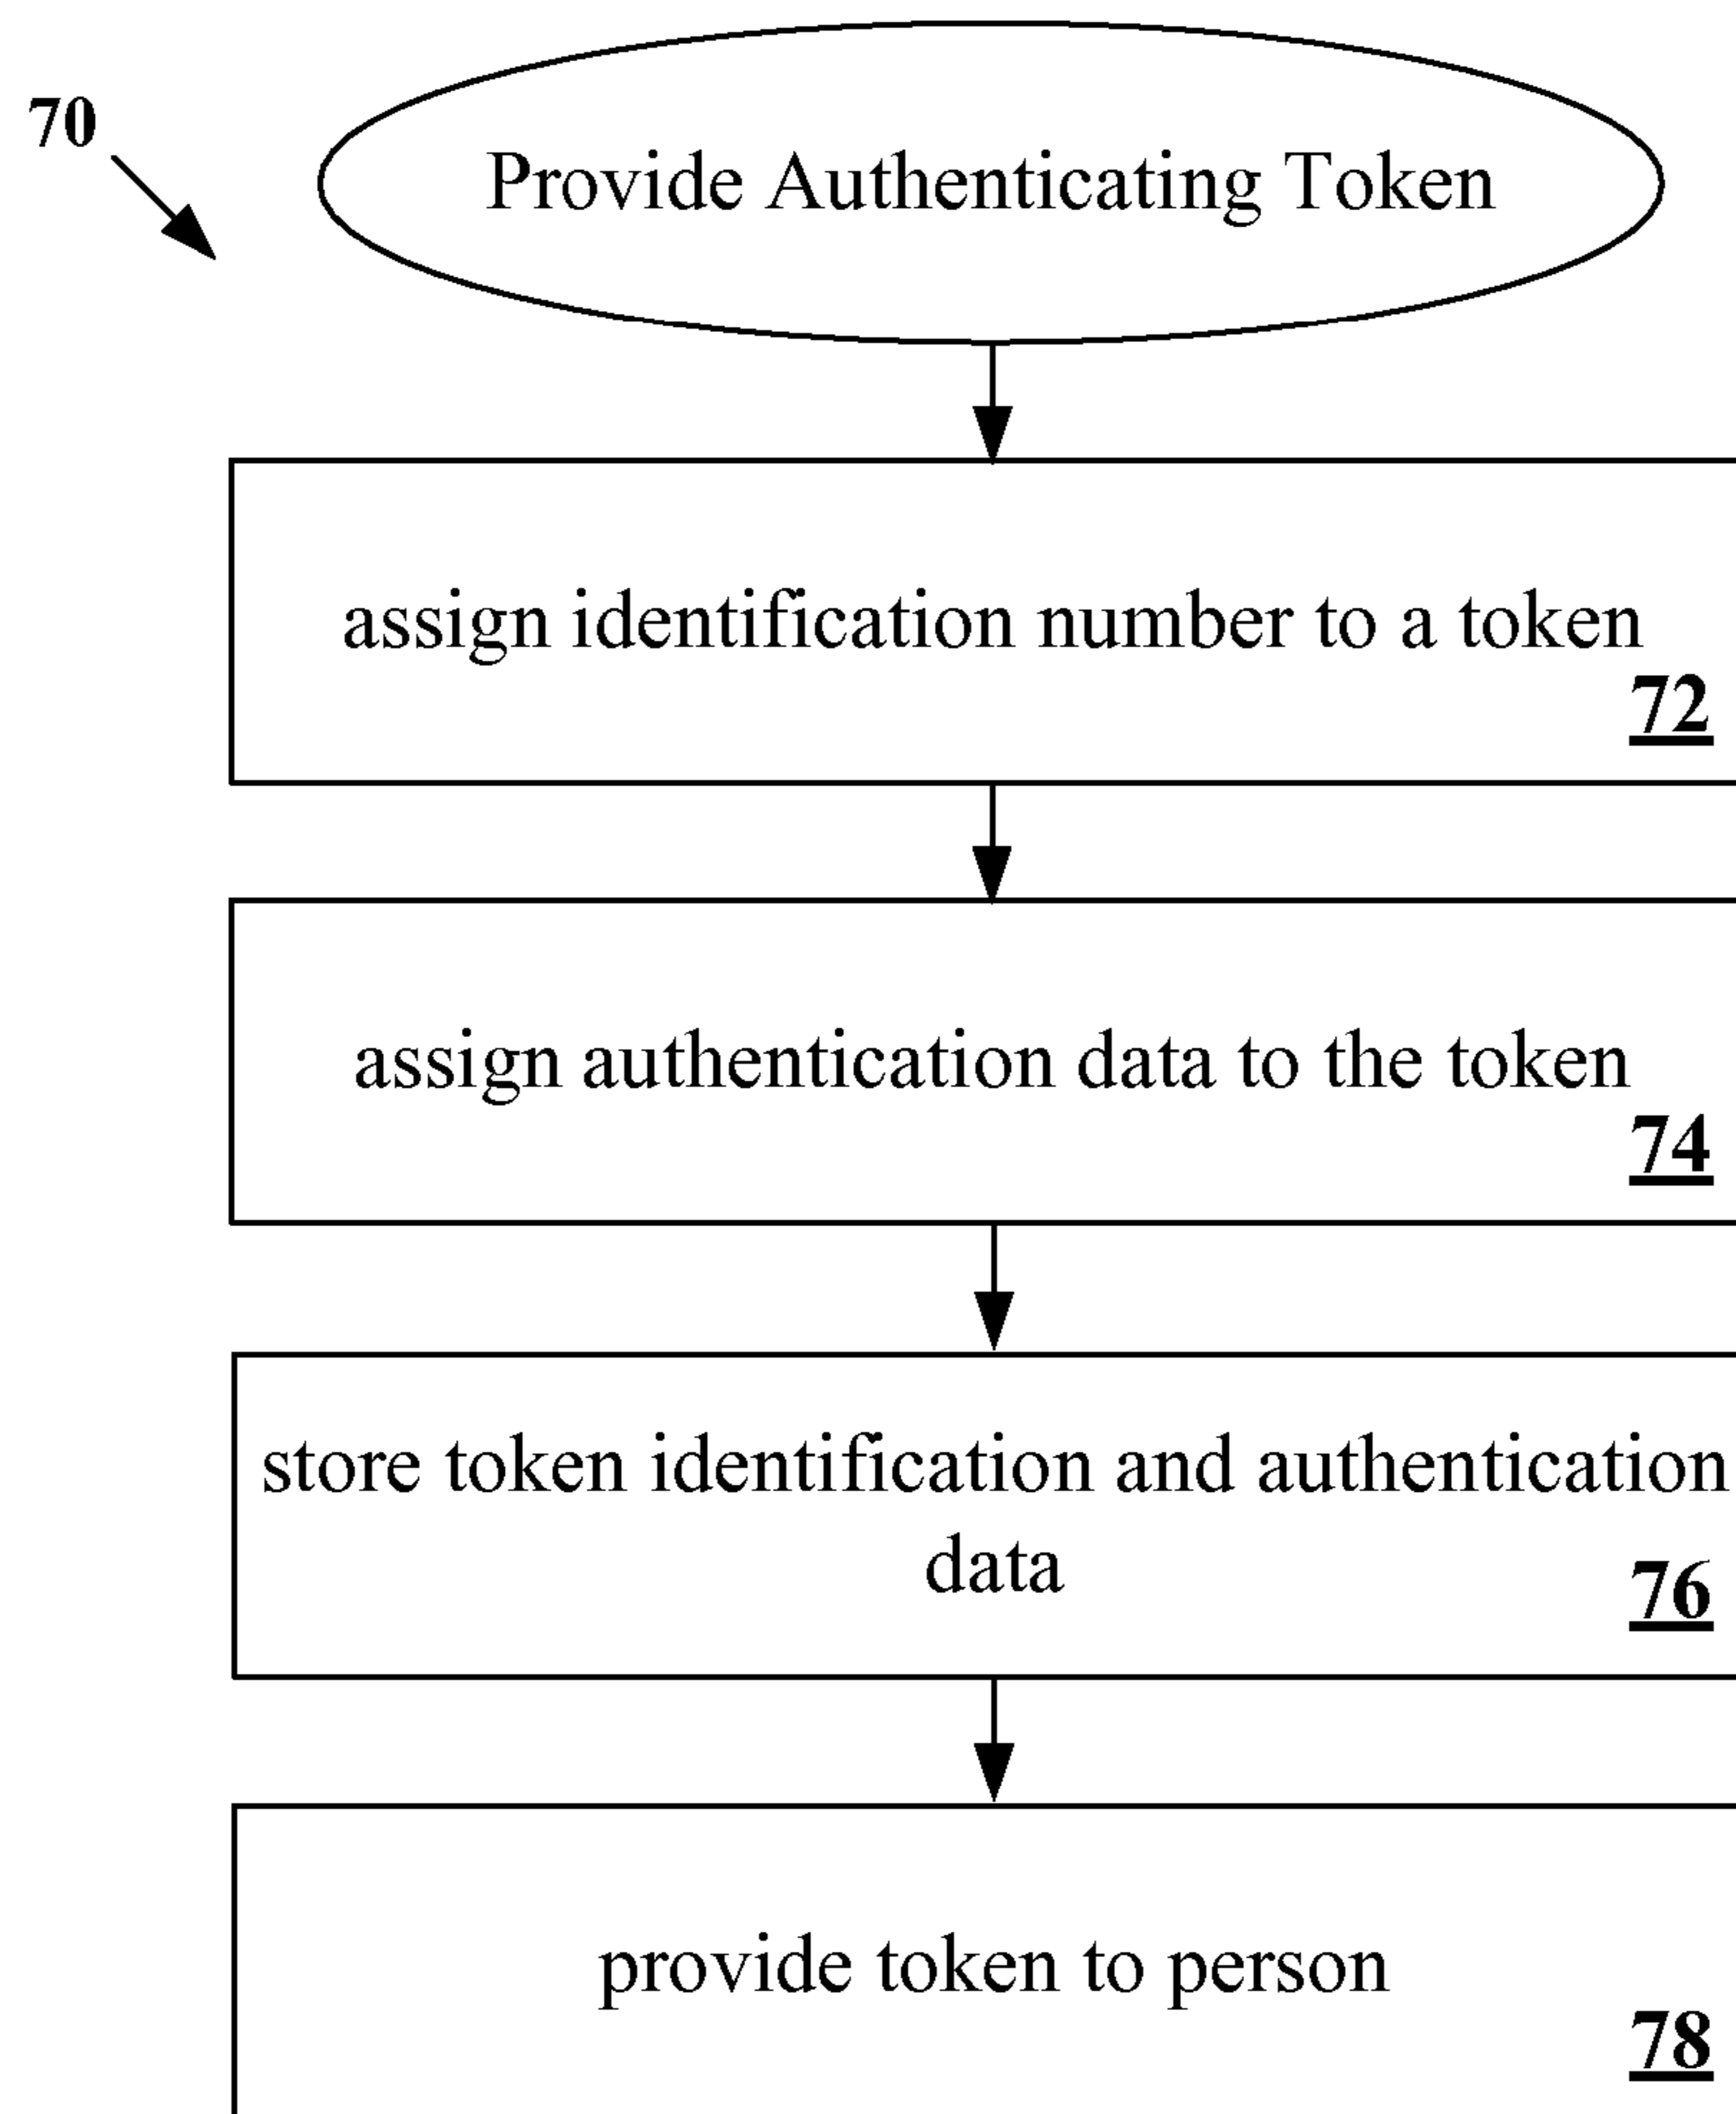 70
Provide Authenticating Token
assign identification number to a token
72
assign authentication data to the token
74
store token identification and authentication
data
76
provide token to person
78